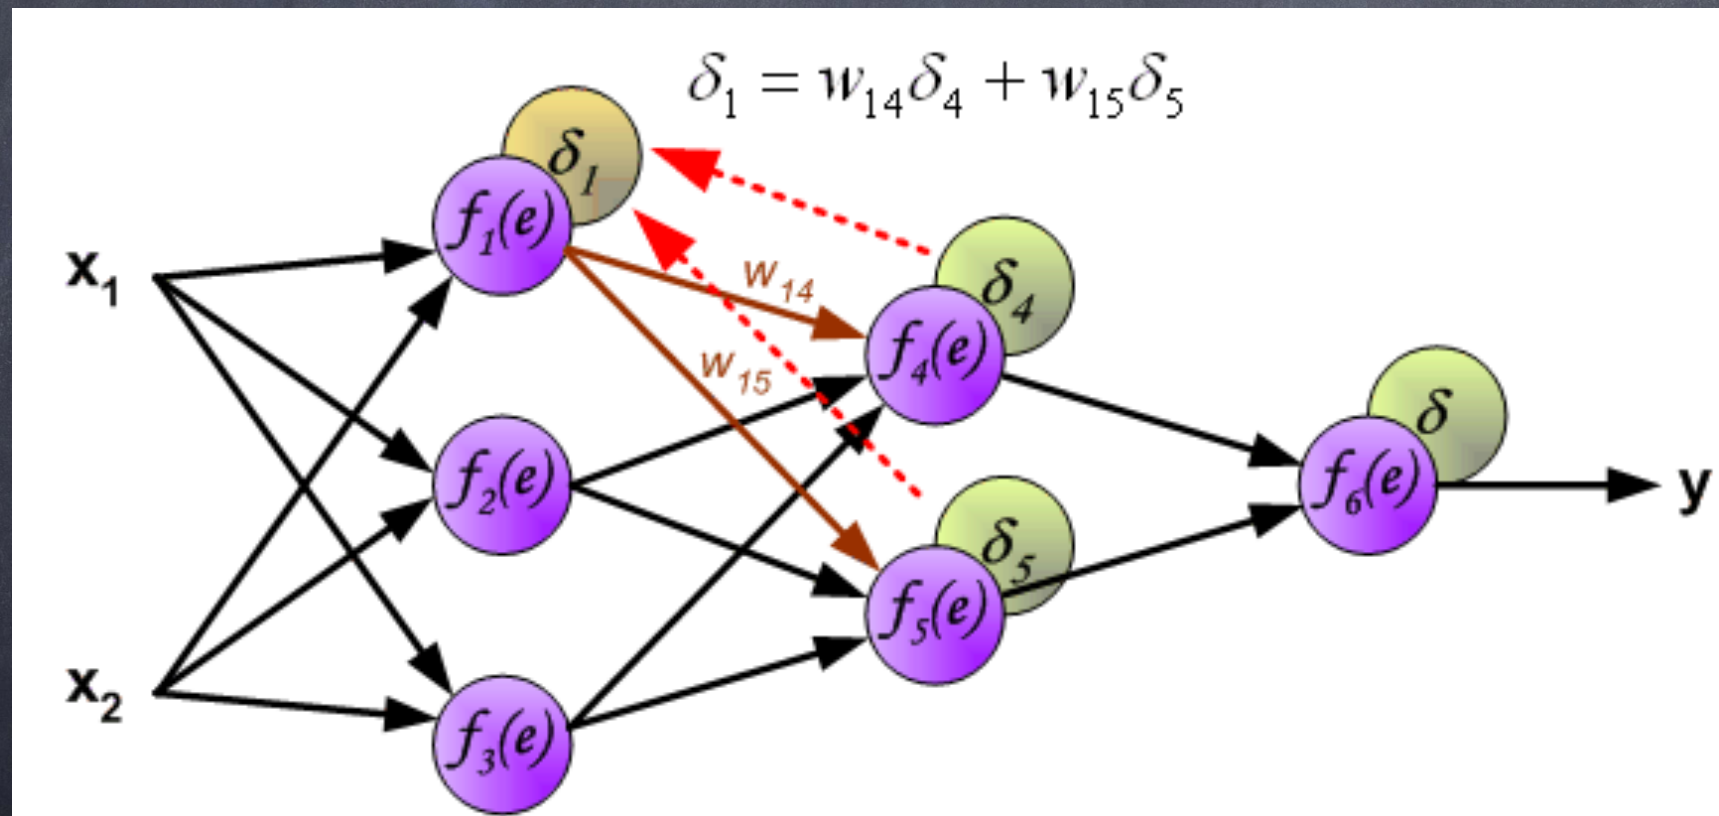 δ₁ = w₁₄δ₄ + w₁₅δ₅
δ₁
f₁(e)
x₁
w₁₄
δ₄
f₄(e)
w₁₅
δ
f₂(e)
f₆(e)
y
δ₅
f₅(e)
x₂
f₃(e)